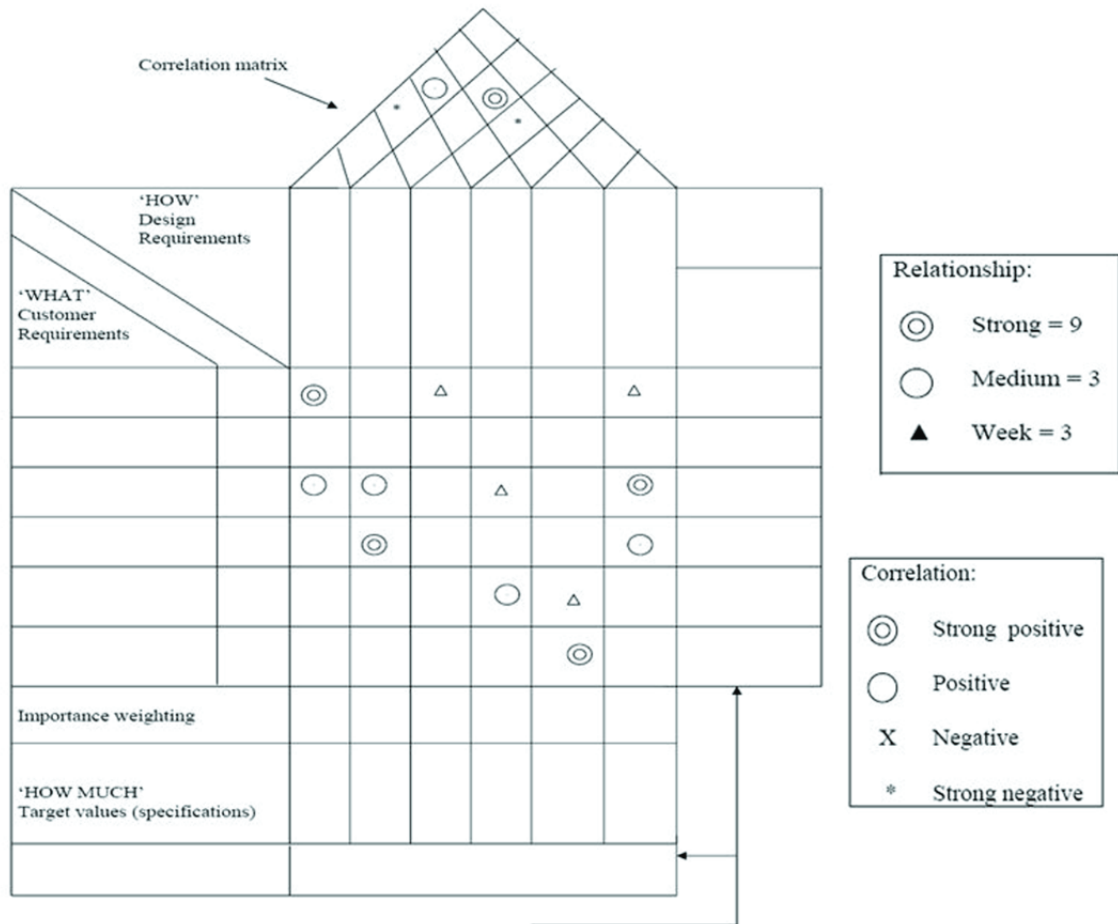 Correlation matrix
‘HOW’
Design
Requirements
‘WHAT’
Customer
Requirements
Importance weighting
‘HOW MUCH’
Target values (specifications)
Relationship:
Strong = 9
Medium = 3
Week = 3
Correlation:
Strong positive
Positive
X Negative
* Strong negative